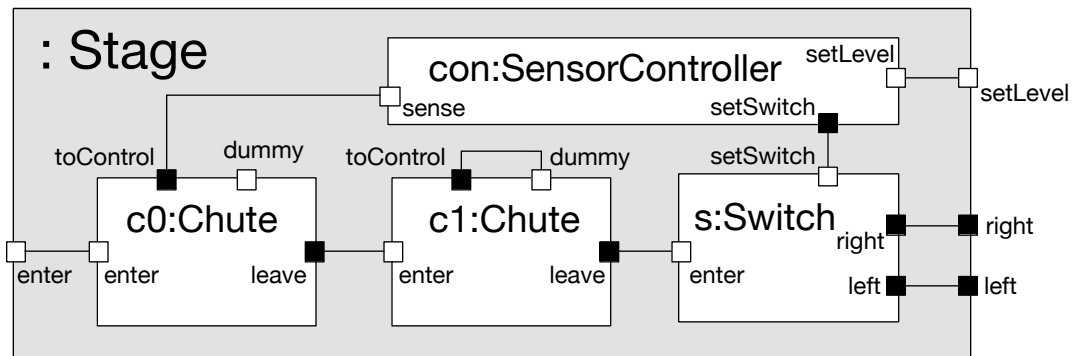 : Stage
con:SensorController
setLevel
setLevel
sense
setSwitch
toControl
dummy
toControl
dummy
setSwitch
c0:Chute
c1:Chute
s:Switch
right
right
enter
enter
leave
enter
leave
enter
left
left